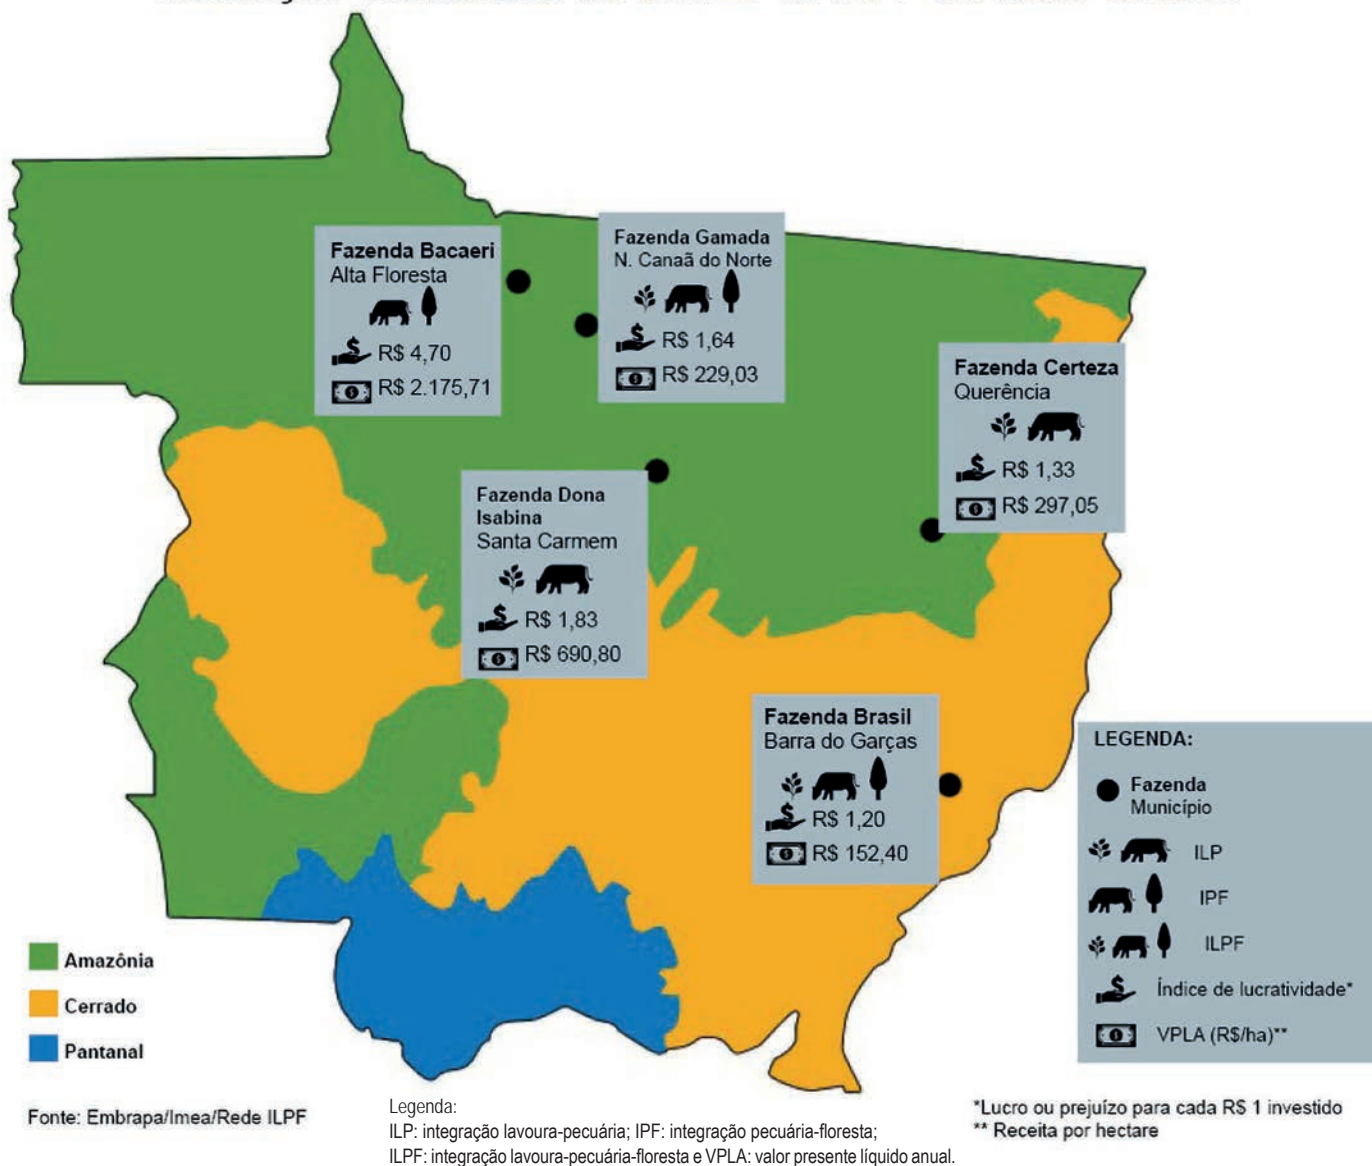 Fazenda Bacaeri
Alta Floresta
R$ 4,70
R$ 2.175,71
Fazenda Gamada
N. Canaã do Norte
R$ 1,64
R$ 229,03
Fazenda Certeza
Querência
R$ 1,33
R$ 297,05
Fazenda Dona
Isabina
Santa Carmem
R$ 1,83
R$ 690,80
Fazenda Brasil
Barra do Garças
R$ 1,20
R$ 152,40
LEGENDA:
Fazenda
Município
ILP
IPF
ILPF
Índice de lucratividade*
VPLA (R$/ha)**
Amazônia
Cerrado
Pantanal
Fonte: Embrapa/Imea/Rede ILPF
Legenda:
ILP: integração lavoura-pecuária; IPF: integração pecuária-floresta;
ILPF: integração lavoura-pecuária-floresta e VPLA: valor presente líquido anual.
*Lucro ou prejuízo para cada R$ 1 investido
** Receita por hectare